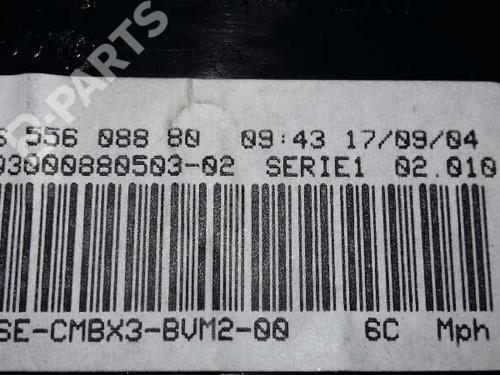 B-PARTS
6 556 088 80 09:43 17/09/04
03000880503-02 SERIE1 02.010
SE-CMBX3-BVM2-00 6C Mph